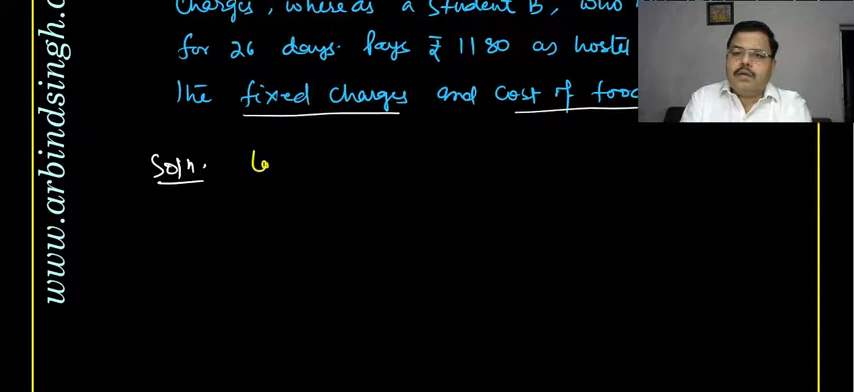 Charges, whereas a Student B, who
for 26 days. Pays ₹ 1180 as hostel
The fixed charges and cost of food
Soln.
www.arbindsingh.c